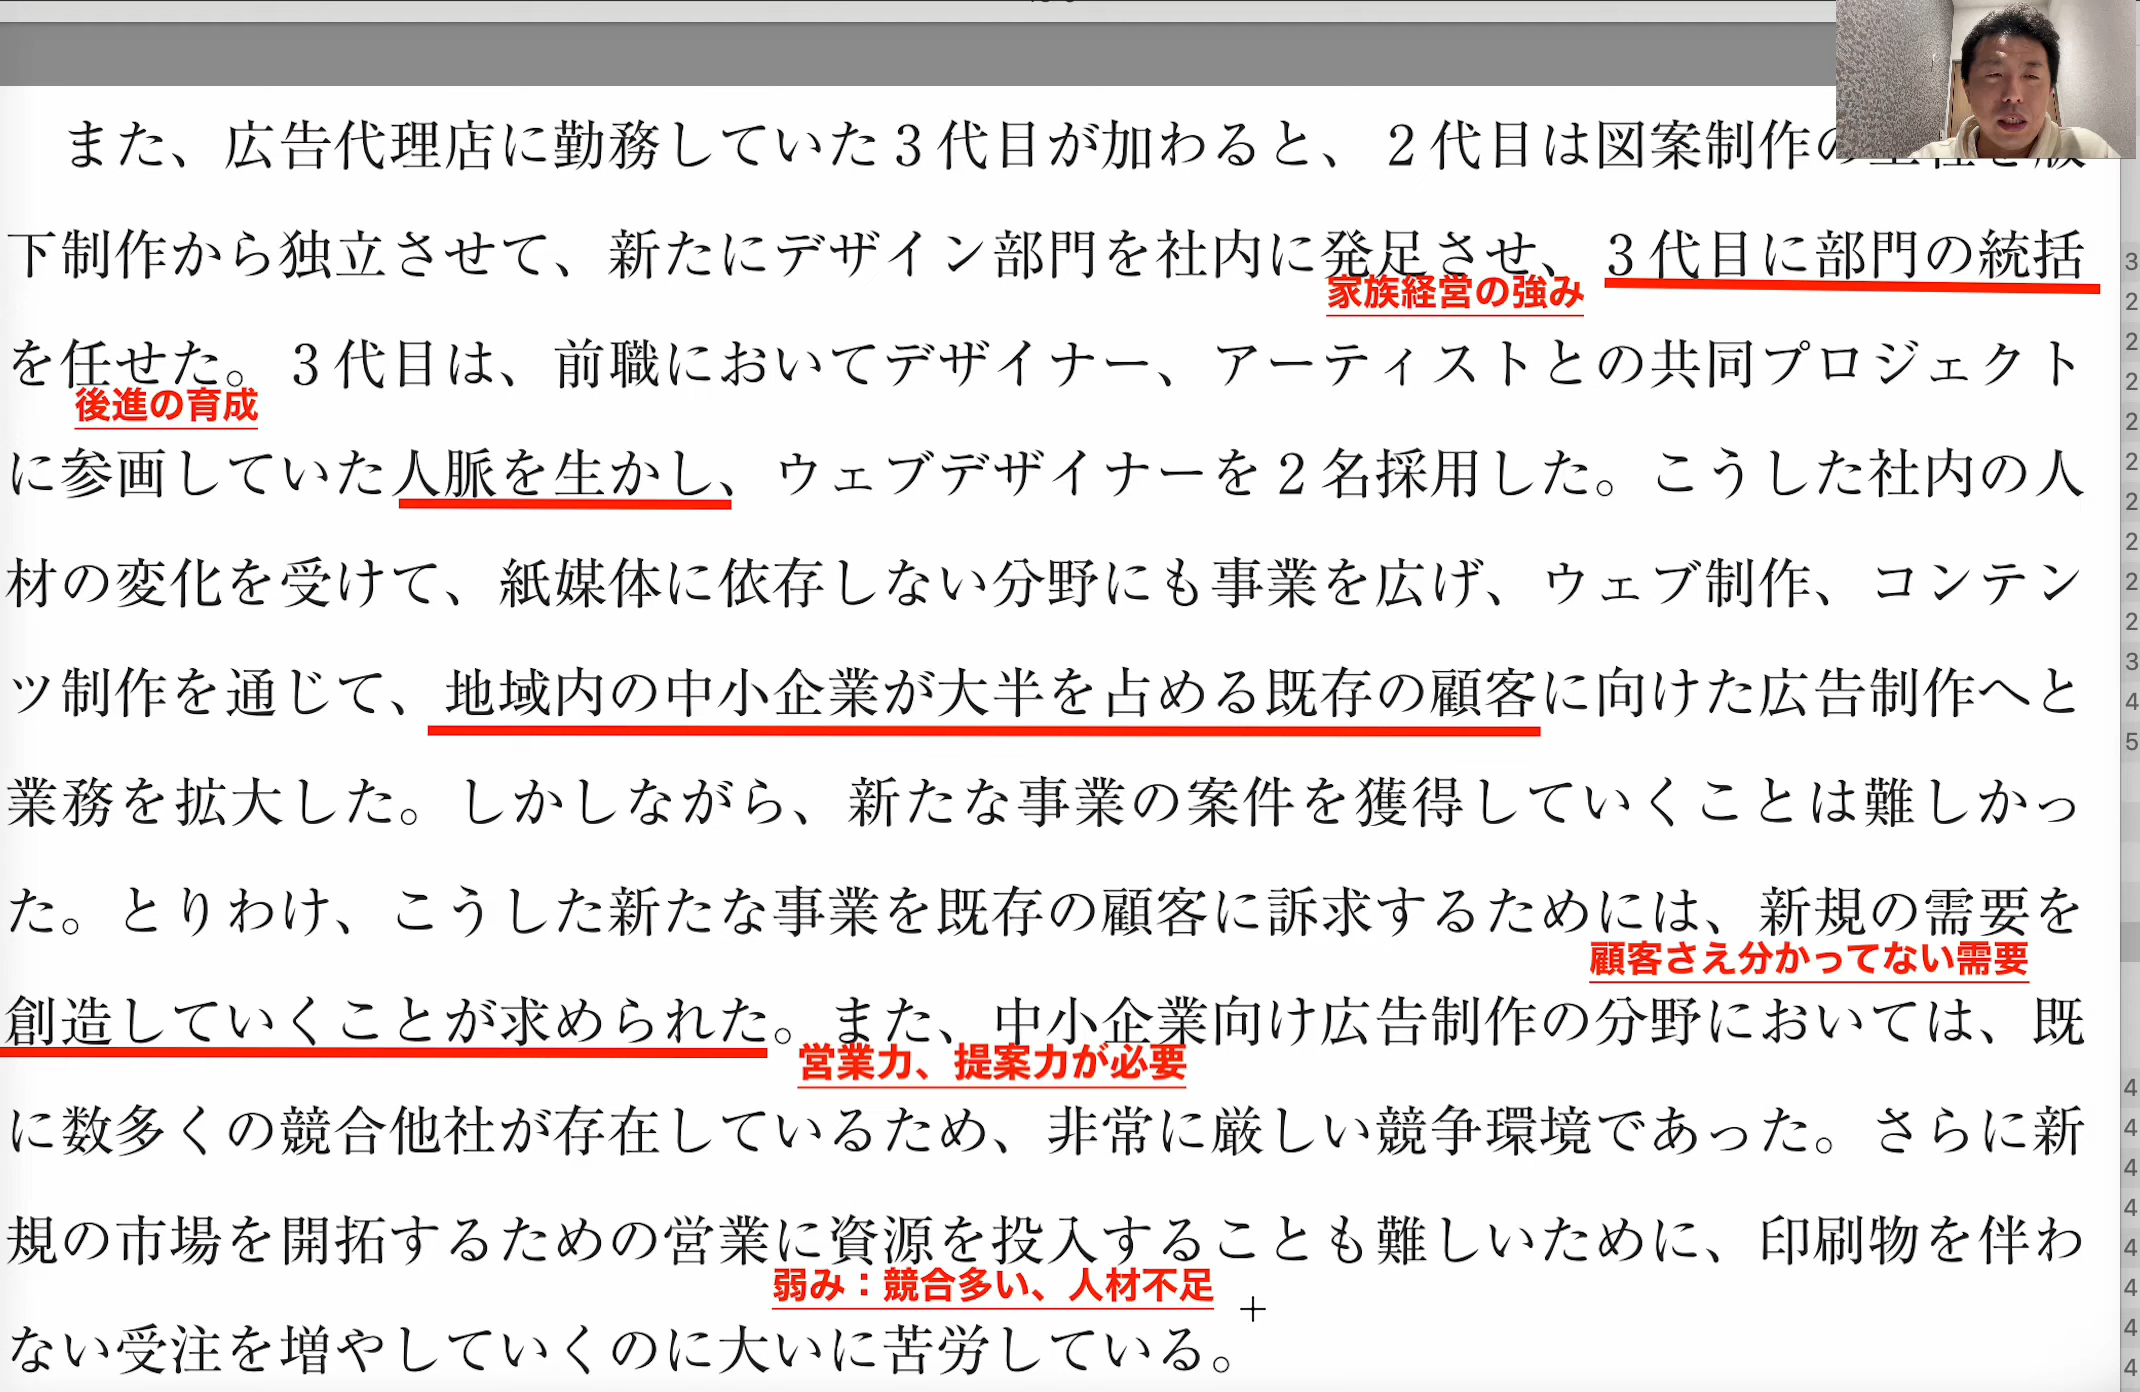 また、広告代理店に勤務していた３代目が加わると、２代目は図案制作の
下制作から独立させて、新たにデザイン部門を社内に発足させ、３代目に部門の統括
家族経営の強み
を任せた。３代目は、前職においてデザイナー、アーティストとの共同プロジェクト
後進の育成
に参画していた人脈を生かし、ウェブデザイナーを２名採用した。こうした社内の人
材の変化を受けて、紙媒体に依存しない分野にも事業を広げ、ウェブ制作、コンテン
ツ制作を通じて、地域内の中小企業が大半を占める既存の顧客に向けた広告制作へと
業務を拡大した。しかしながら、新たな事業の案件を獲得していくことは難しかっ
た。とりわけ、こうした新たな事業を既存の顧客に訴求するためには、新規の需要を
顧客さえ分かってない需要
創造していくことが求められた。また、中小企業向け広告制作の分野においては、既
営業力、提案力が必要
に数多くの競合他社が存在しているため、非常に厳しい競争環境であった。さらに新
規の市場を開拓するための営業に資源を投入することも難しいために、印刷物を伴わ
弱み：競合多い、人材不足
ない受注を増やしていくのに大いに苦労している。
3
2
2
2
2
2
2
2
2
2
3
4
5
4
4
4
4
4
4
4
4